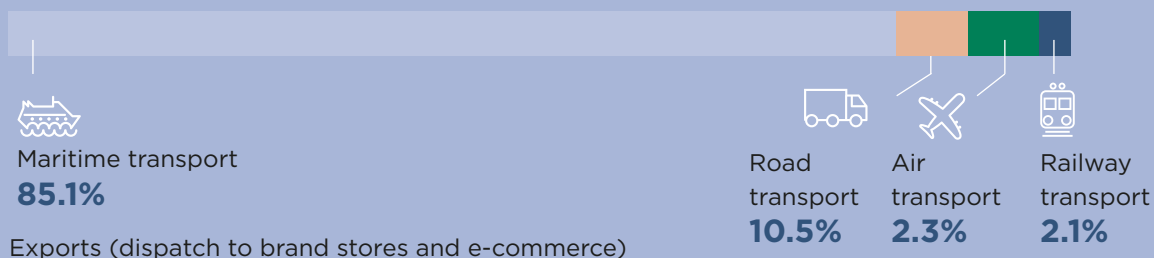 Maritime transport
85.1%
Road
transport
10.5%
Air
transport
2.3%
Railway
transport
2.1%
Exports (dispatch to brand stores and e-commerce)